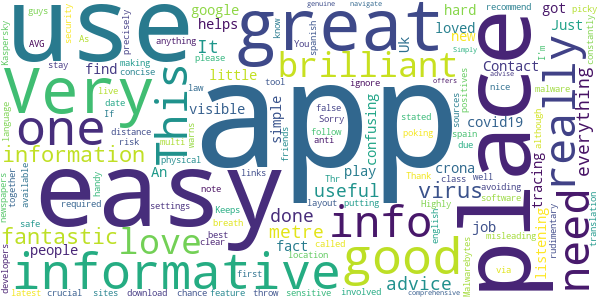 use
great
app
place
easy
Very
This
one
brilliant
really
need
good
info
informative
love
fantastic
information
virus
useful
advice
metre
done
people
everything
confusing
visible
simple
covid19
tracing
listening
crona
find
fact
play
job
helps
google
It
little
hard
loved
new
got
Just
Contact
Uk
An
settings
security
guys
Kaspersky
AVG
As
precisely
anything
stay
making
concise
please
know
You
spanish
genuine
navigate
recommend
picky
constantly
I'm
malware
nice
offers
Simply
advise
positives
sources
due
spain
stated
ignore
tool
false
Sorry
follow
anti
poking
friends
law
date
live
If
multi
warns
distance
risk
physical
language
newspapers
together
available
handy
required
note
links
Thr
putting
layout
Highly
english
class
well
avoiding
software
although
Thank
Malwarebytes
misleading
via
rudimentary
translation
developers
safe
Keeps
best
clear
breath
first
location
called
latest
crucial
sites
download
chance
feature
throw
sensitive
involved
comprehensive